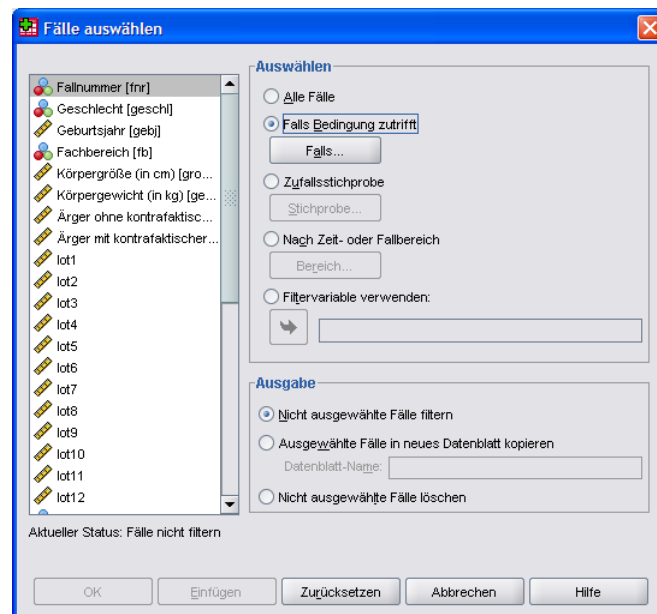 Fälle auswählen
Fallnummer [fnr]
Geschlecht [geschl]
Geburtsjahr [gebj]
Fachbereich [fb]
Körpergröße (in cm) [gro...
Körpergewicht (in kg) [ge...
Ärger ohne kontrafaktisc...
Ärger mit kontrafaktischer...
lot1
lot2
lot3
lot4
lot5
lot6
lot7
lot8
lot9
lot10
lot11
lot12
Aktueller Status: Fälle nicht filtern
Auswählen
Alle Fälle
Falls Bedingung zutrifft
Falls...
Zufallsstichprobe
Stichprobe...
Nach Zeit- oder Fallbereich
Bereich...
Filtervariable verwenden:
Ausgabe
Nicht ausgewählte Fälle filtern
Ausgewählte Fälle in neues Datenblatt kopieren
Datenblatt-Name:
Nicht ausgewählte Fälle löschen
OK
Einfügen
Zurücksetzen
Abbrechen
Hilfe